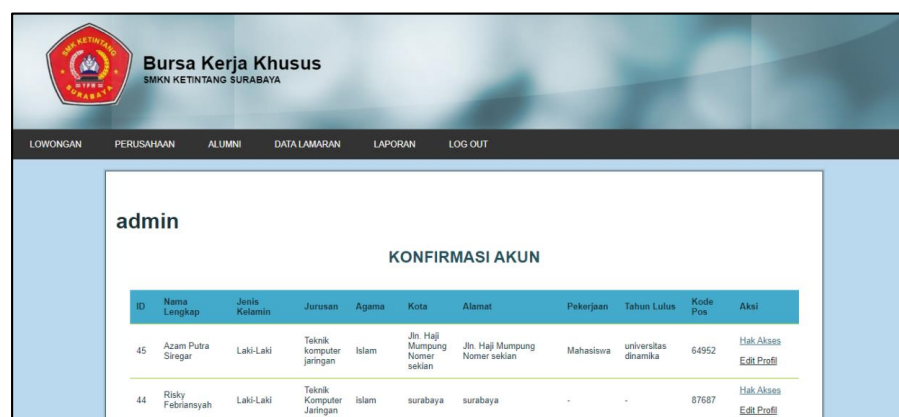 SMK KETINTANG
TFB
SURABAYA
Bursa Kerja Khusus
SMKN KETINTANG SURABAYA
LOWONGAN PERUSAHAAN ALUMNI DATA LAMARAN LAPORAN LOG OUT
admin
KONFIRMASI AKUN
ID Nama Lengkap Jenis Kelamin Jurusan Agama Kota Alamat Pekerjaan Tahun Lulus Kode Pos Aksi
45 Azam Putra Siregar Laki-Laki Teknik komputer jaringan Islam Jln. Haji Mumpung Nomer sekian Jln. Haji Mumpung Nomer sekian Mahasiswa universitas dinamika 64952 Hak Akses Edit Profil
44 Risky Febriansyah Laki-Laki Teknik Komputer Jaringan islam surabaya surabaya - - 87687 Hak Akses Edit Profil